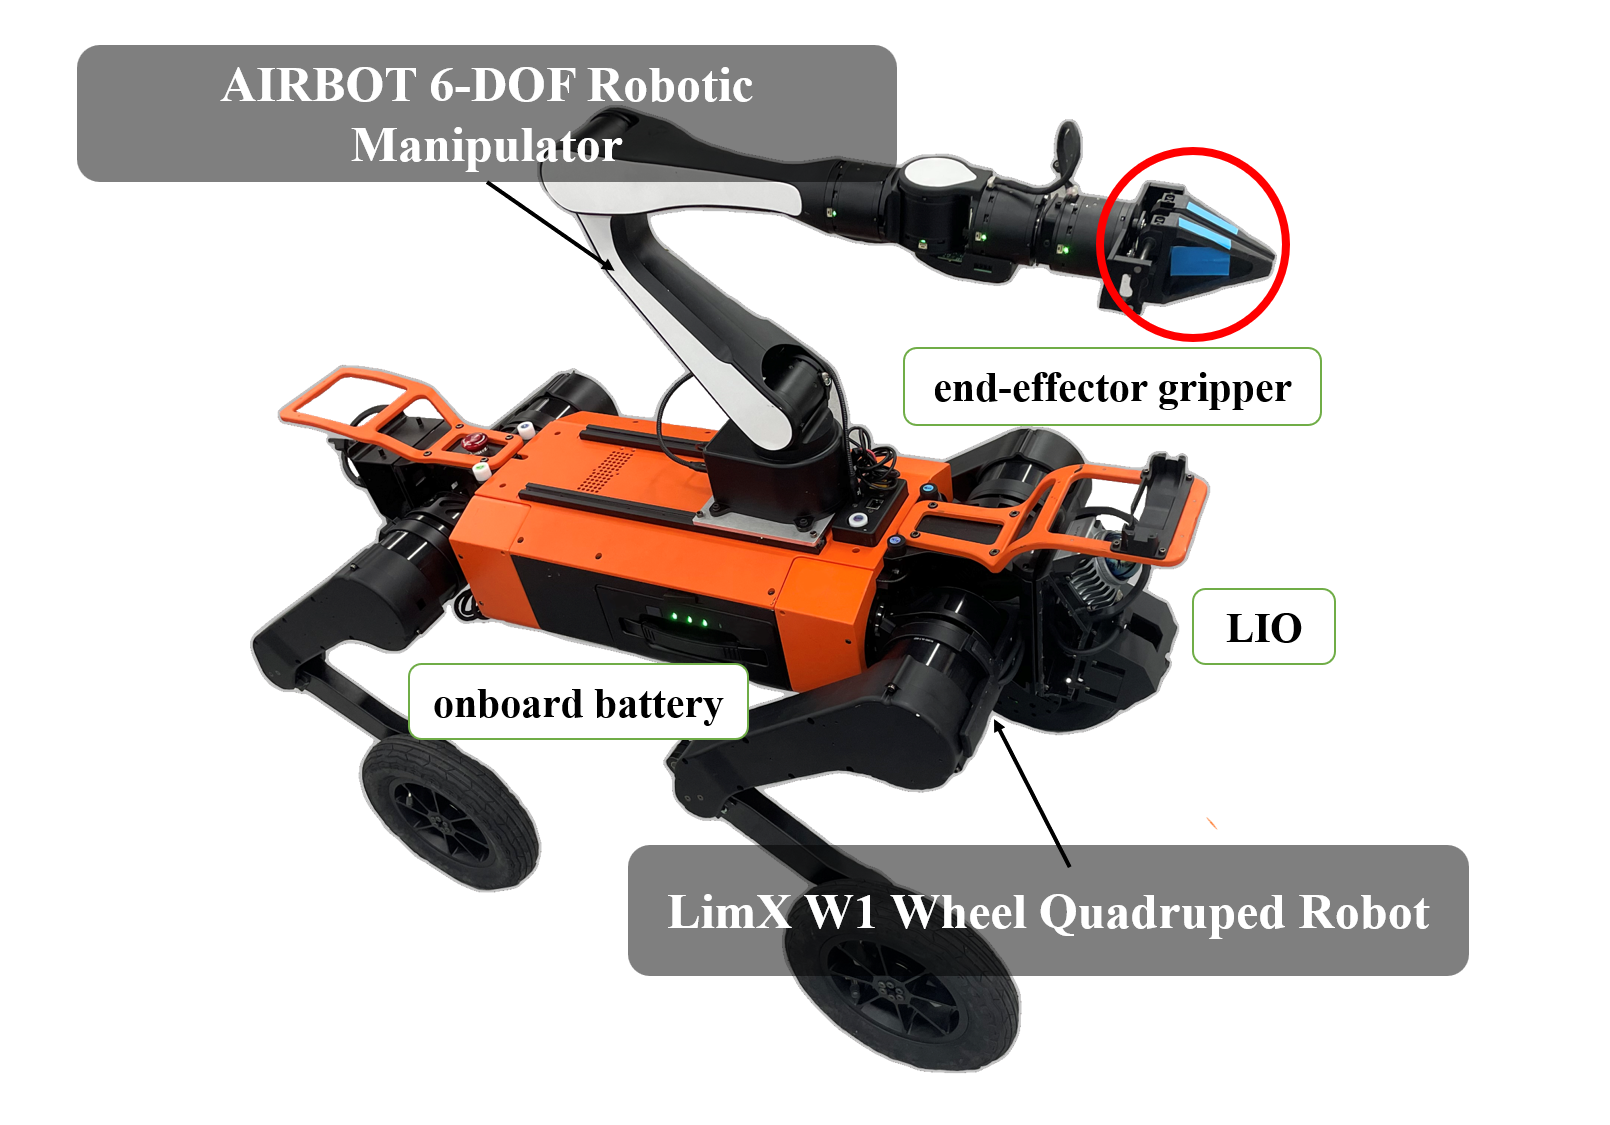 AIRBOT 6-DOF Robotic
Manipulator
end-effector gripper
LIO
onboard battery
LimX W1 Wheel Quadruped Robot